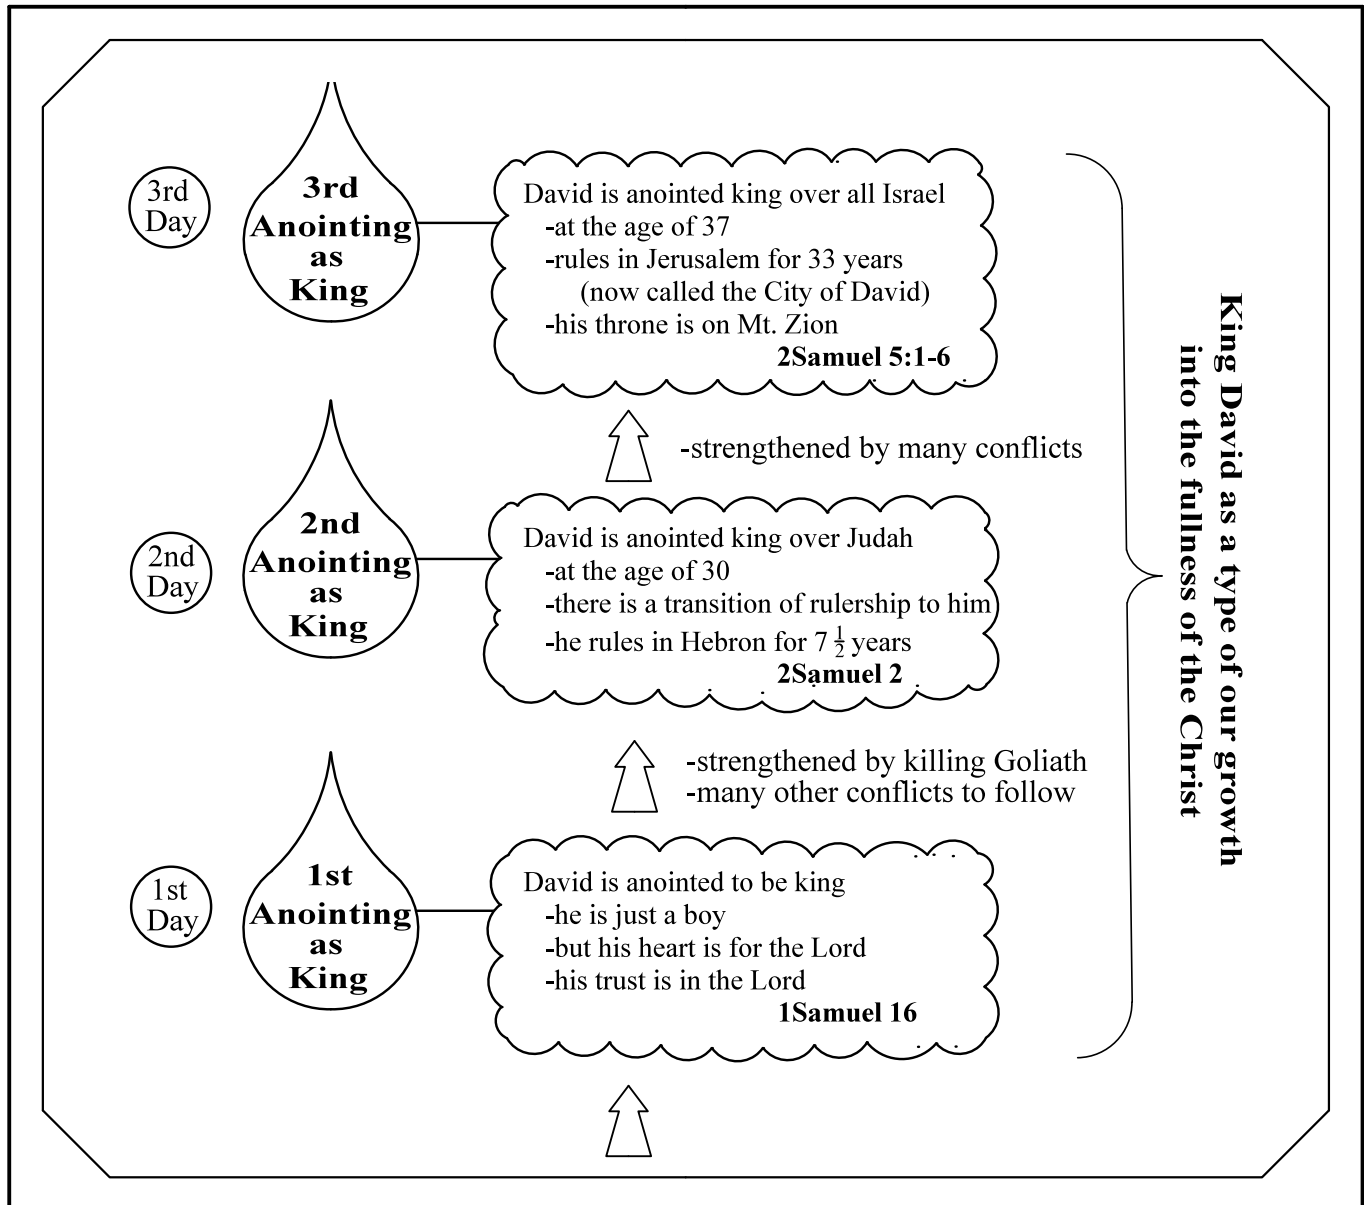 3rd
Day
3rd
Anointing
as
King
David is anointed king over all Israel
-at the age of 37
-rules in Jerusalem for 33 years
(now called the City of David)
-his throne is on Mt. Zion
2Samuel 5:1-6
-strengthened by many conflicts
2nd
Day
2nd
Anointing
as
King
David is anointed king over Judah
-at the age of 30
-there is a transition of rulership to him
-he rules in Hebron for 7 1/2 years
2Samuel 2
-strengthened by killing Goliath
-many other conflicts to follow
1st
Day
1st
Anointing
as
King
David is anointed to be king
-he is just a boy
-but his heart is for the Lord
-his trust is in the Lord
1Samuel 16
King David as a type of our growth
into the fullness of the Christ